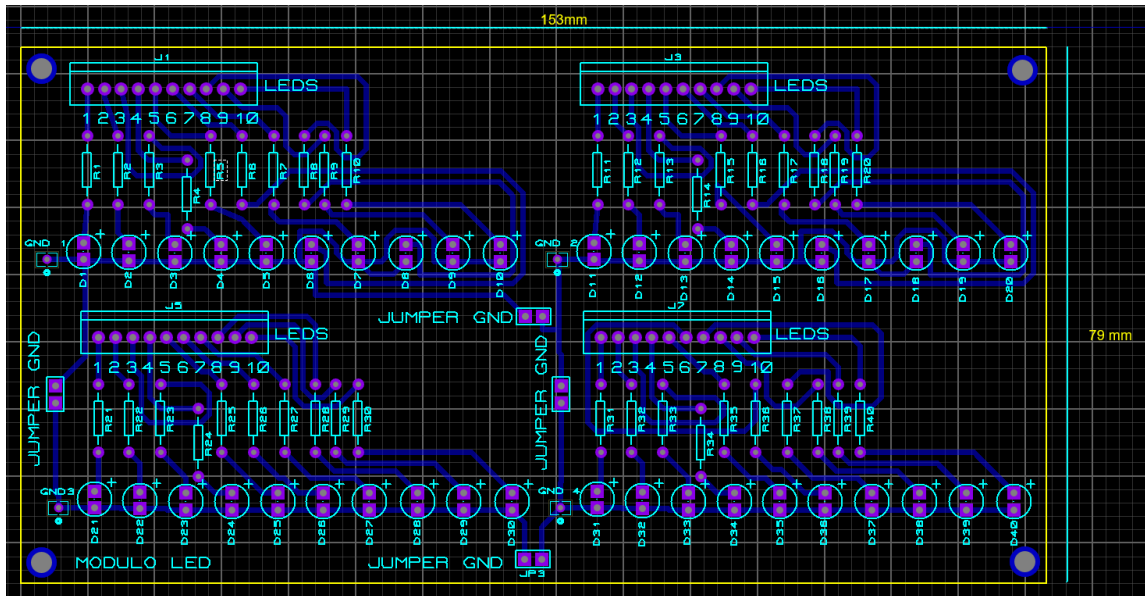 153mm
J1
J3
LEDS
LEDS
1 2 3 4 5 6 7 8 9 10
1 2 3 4 5 6 7 8 9 10
R1 R2 R3 R4 R5 R6 R7 R8 R9 R10
R11 R12 R13 R14 R15 R16 R17 R18 R19 R20
GND 1
GND 2
D1 D2 D3 D4 D5 D6 D7 D8 D9 D10
D11 D12 D13 D14 D15 D16 D17 D18 D19 D20
J5
J7
JUMPER GND
LEDS
LEDS
79 mm
1 2 3 4 5 6 7 8 9 10
1 2 3 4 5 6 7 8 9 10
JUMPER GND
JUMPER GND
R21 R22 R23 R24 R25 R26 R27 R28 R29 R30
R31 R32 R33 R34 R35 R36 R37 R38 R39 R40
GND3
GND 4
D21 D22 D23 D24 D25 D26 D27 D28 D29 D30
D31 D32 D33 D34 D35 D36 D37 D38 D39 D40
MODULO LED
JUMPER GND
JP3